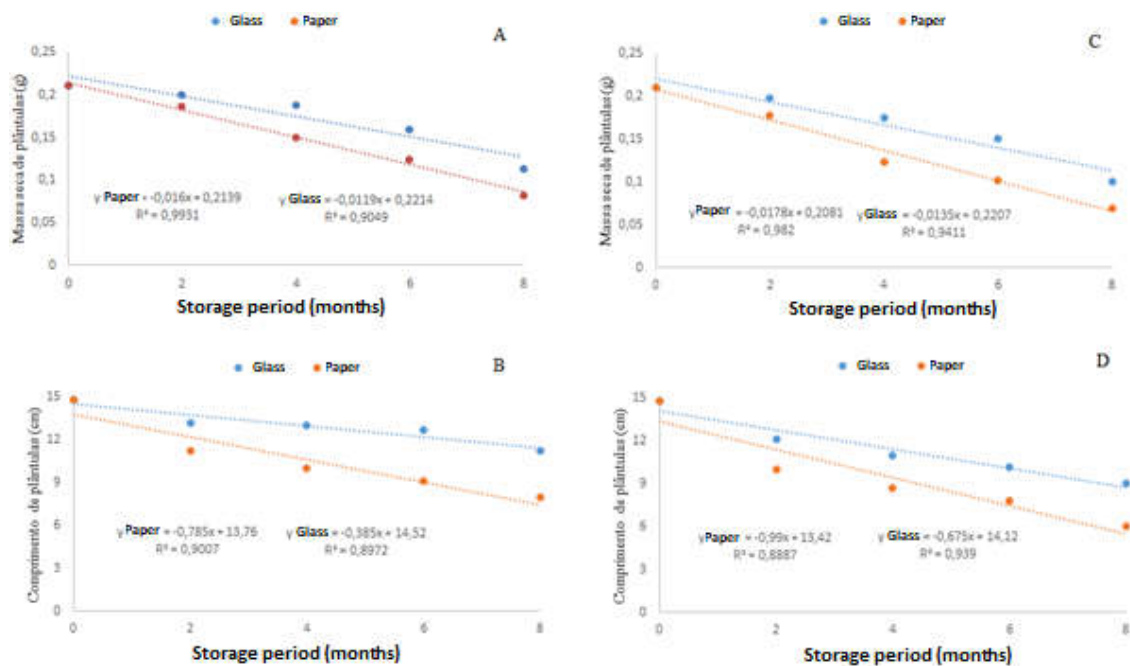 Glass Paper
A
Massa seca de plântulas (g)
0,25
0,2
0,15
0,1
0,05
0
y Paper = -0,016x + 0,2139
R² = 0,9931
y Glass = -0,0119x + 0,2214
R² = 0,9049
0 2 4 6 8
Storage period (months)
Glass Paper
C
Massa seca de plântulas (g)
0,25
0,2
0,15
0,1
0,05
0
yPaper = -0,0178x + 0,2081
R² = 0,982
yGlass = -0,0135x + 0,2207
R² = 0,9411
0 2 4 6 8
Storage period (months)
Glass Paper
B
Comprimento de plântulas (cm)
15
12
9
6
3
0
y Paper = -0,785x + 13,76
R² = 0,9007
y Glass = -0,385x + 14,52
R² = 0,8972
0 2 4 6 8
Storage period (months)
Glass Paper
D
Comprimento de plântulas (cm)
15
12
9
6
3
0
yPaper = -0,99x + 13,42
R² = 0,8887
y Glass = -0,675x + 14,12
R² = 0,939
0 2 4 6 8
Storage period (months)